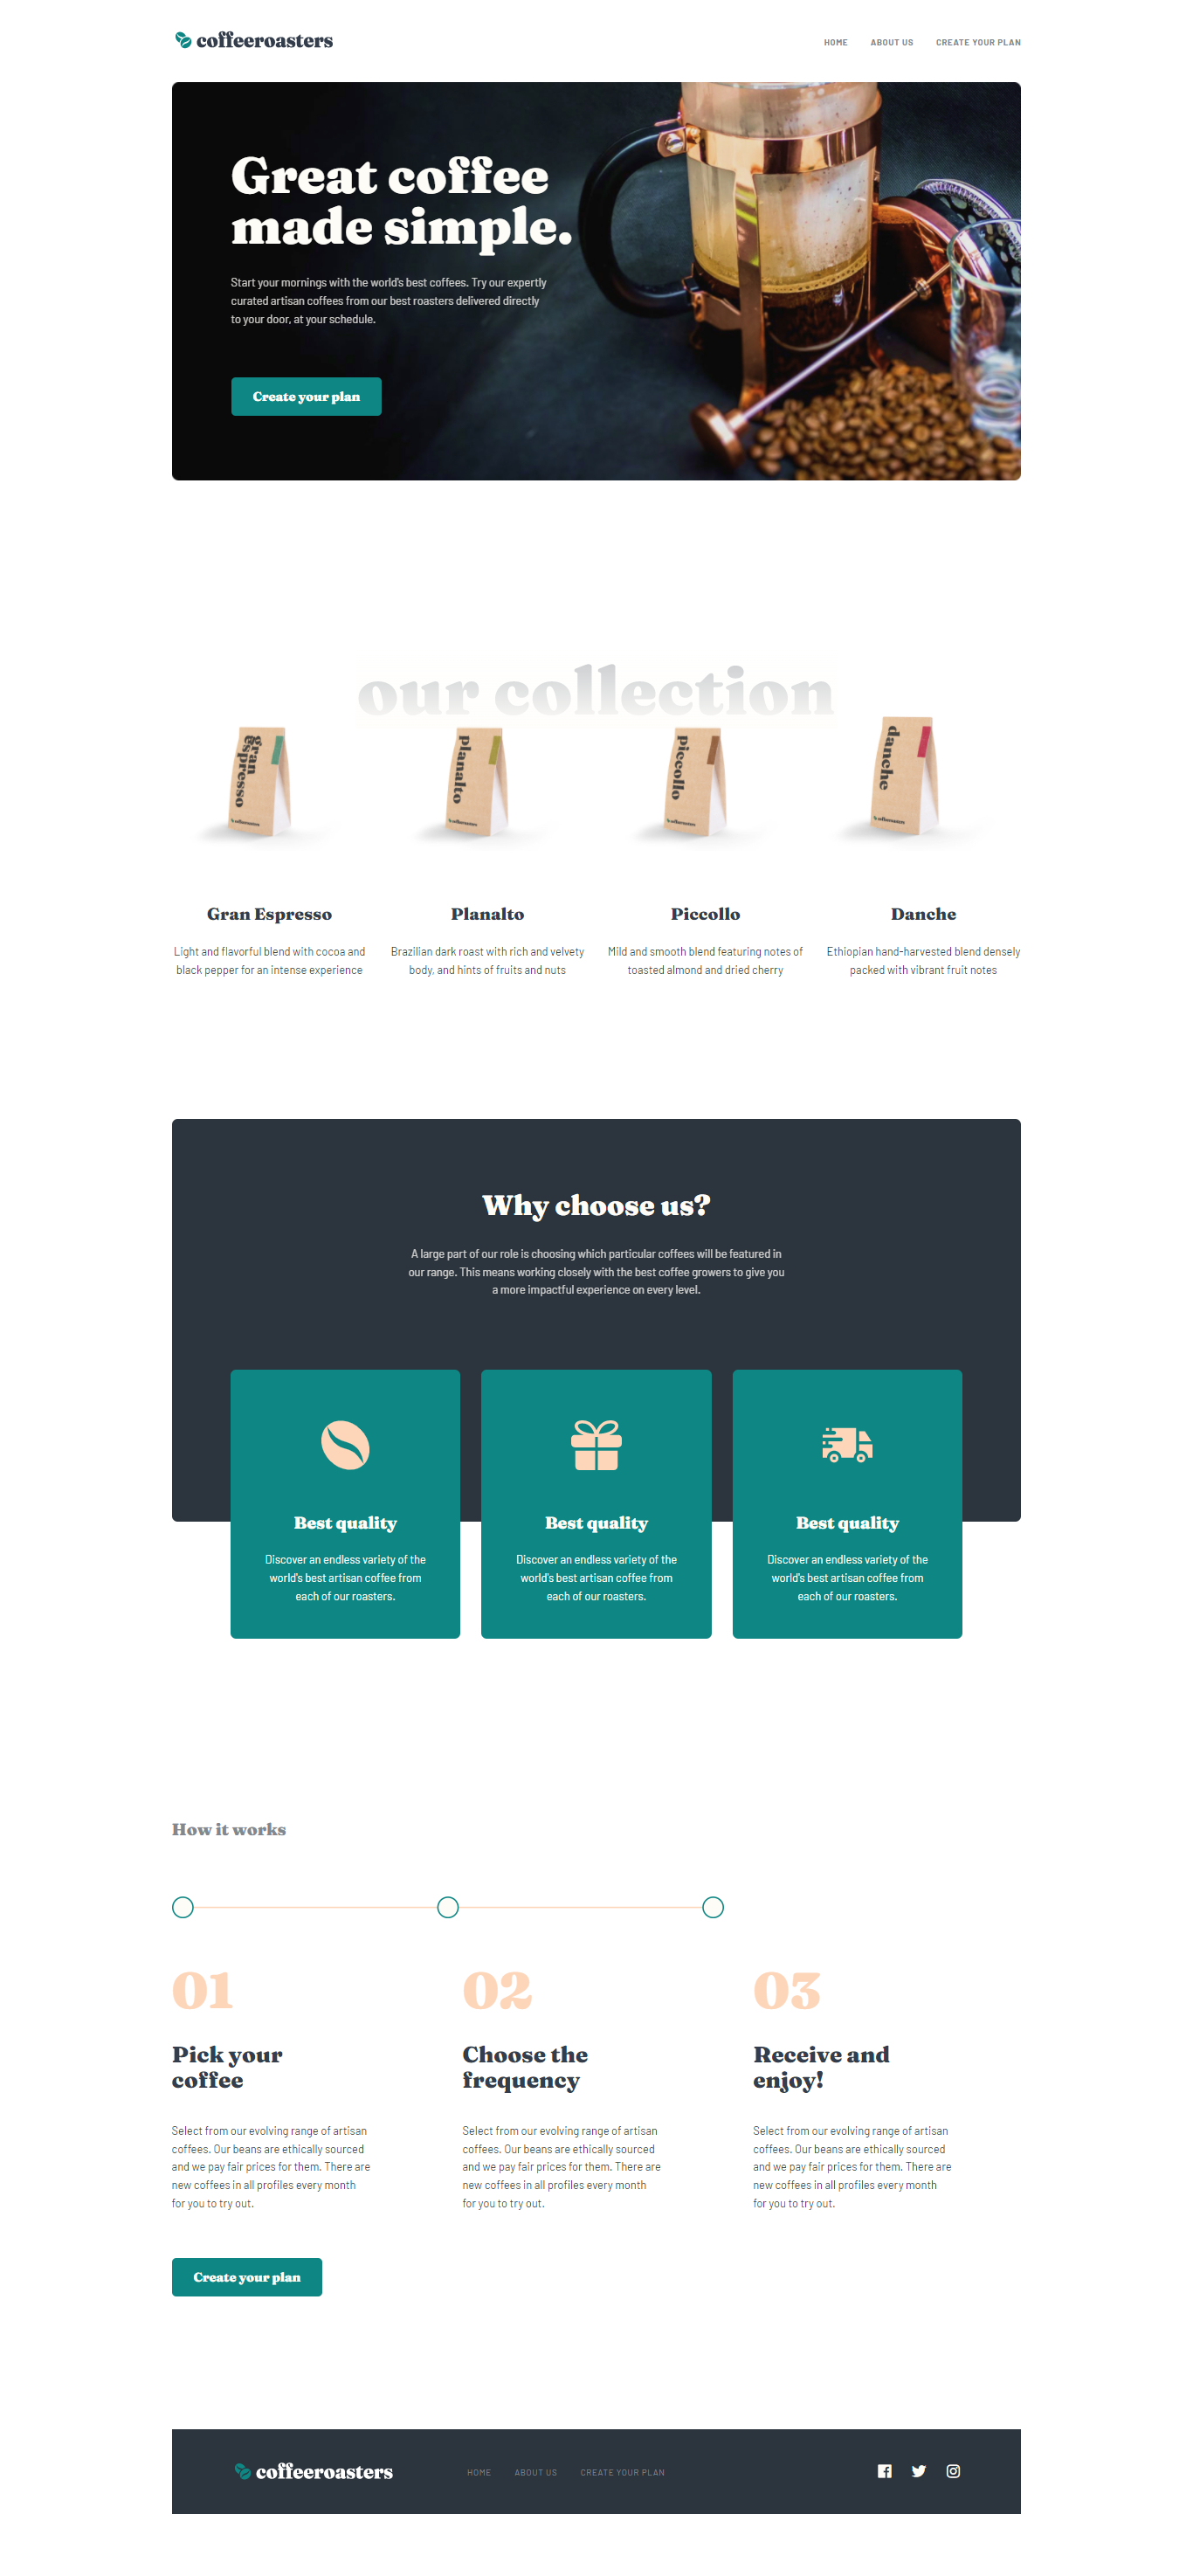 coffeeroasters
HOME
ABOUT US
CREATE YOUR PLAN
Great coffee
made simple.
Start your mornings with the world's best coffees. Try our expertly
curated artisan coffees from our best roasters delivered directly
to your door, at your schedule.
Create your plan
our collection
gran
espresso
coffeeroasters
planalto
coffeeroasters
piccollo
coffeeroasters
danche
coffeeroasters
Gran Espresso
Light and flavorful blend with cocoa and
black pepper for an intense experience
Planalto
Brazilian dark roast with rich and velvety
body, and hints of fruits and nuts
Piccollo
Mild and smooth blend featuring notes of
toasted almond and dried cherry
Danche
Ethiopian hand-harvested blend densely
packed with vibrant fruit notes
Why choose us?
A large part of our role is choosing which particular coffees will be featured in
our range. This means working closely with the best coffee growers to give you
a more impactful experience on every level.
Best quality
Discover an endless variety of the
world's best artisan coffee from
each of our roasters.
Best quality
Discover an endless variety of the
world's best artisan coffee from
each of our roasters.
Best quality
Discover an endless variety of the
world's best artisan coffee from
each of our roasters.
How it works
01
Pick your
coffee
Select from our evolving range of artisan
coffees. Our beans are ethically sourced
and we pay fair prices for them. There are
new coffees in all profiles every month
for you to try out.
02
Choose the
frequency
Select from our evolving range of artisan
coffees. Our beans are ethically sourced
and we pay fair prices for them. There are
new coffees in all profiles every month
for you to try out.
03
Receive and
enjoy!
Select from our evolving range of artisan
coffees. Our beans are ethically sourced
and we pay fair prices for them. There are
new coffees in all profiles every month
for you to try out.
Create your plan
coffeeroasters
HOME
ABOUT US
CREATE YOUR PLAN